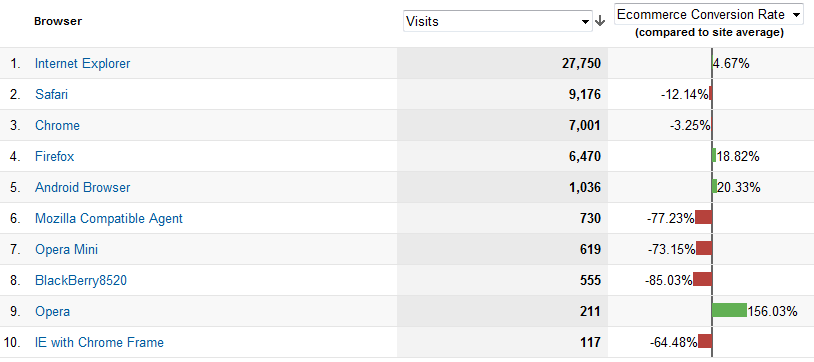 Browser Visits Ecommerce Conversion Rate
(compared to site average)
1. Internet Explorer 27,750 4.67%
2. Safari 9,176 -12.14%
3. Chrome 7,001 -3.25%
4. Firefox 6,470 18.82%
5. Android Browser 1,036 20.33%
6. Mozilla Compatible Agent 730 -77.23%
7. Opera Mini 619 -73.15%
8. BlackBerry8520 555 -85.03%
9. Opera 211 156.03%
10. IE with Chrome Frame 117 -64.48%